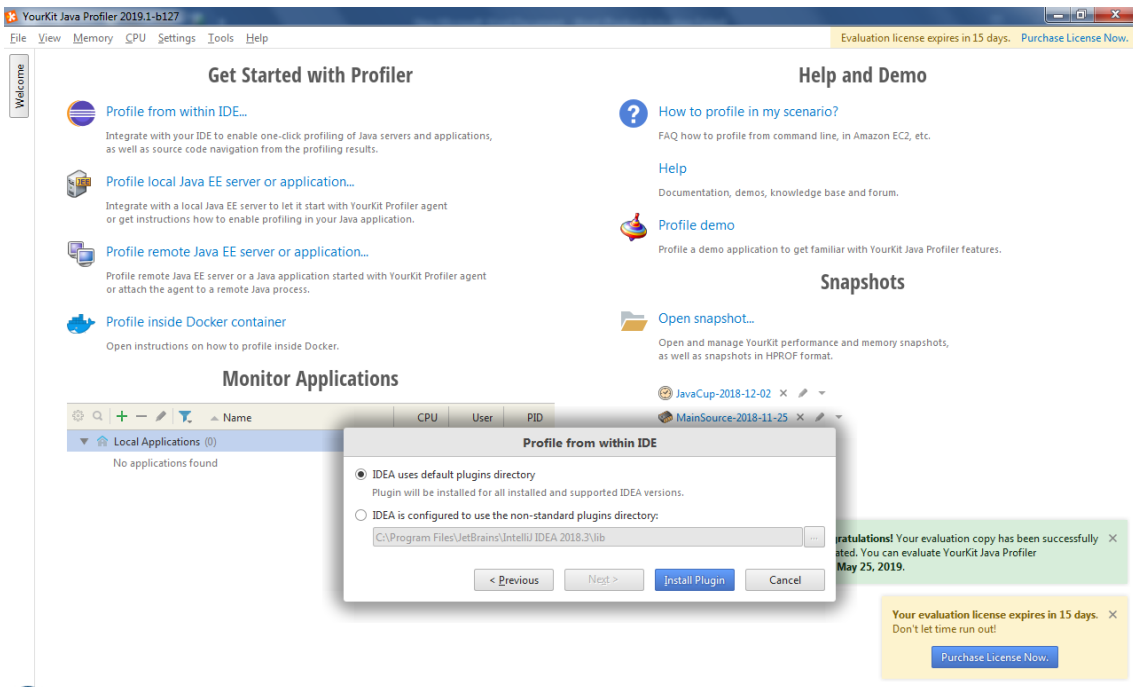 YourKit Java Profiler 2019.1-b127
File View Memory CPU Settings Tools Help
Evaluation license expires in 15 days. Purchase License Now.
Welcome
Get Started with Profiler
Profile from within IDE...
Integrate with your IDE to enable one-click profiling of Java servers and applications,
as well as source code navigation from the profiling results.
Profile local Java EE server or application...
Integrate with a local Java EE server to let it start with YourKit Profiler agent
or get instructions how to enable profiling in your Java application.
Profile remote Java EE server or application...
Profile remote Java EE server or a Java application started with YourKit Profiler agent
or attach the agent to a remote Java process.
Profile inside Docker container
Open instructions on how to profile inside Docker.
Monitor Applications
Name CPU User PID
Local Applications (0)
No applications found
Help and Demo
How to profile in my scenario?
FAQ how to profile from command line, in Amazon EC2, etc.
Help
Documentation, demos, knowledge base and forum.
Profile demo
Profile a demo application to get familiar with YourKit Java Profiler features.
Snapshots
Open snapshot...
Open and manage YourKit performance and memory snapshots,
as well as snapshots in HPROF format.
JavaCup-2018-12-02
MainSource-2018-11-25
Profile from within IDE
IDEA uses default plugins directory
Plugin will be installed for all installed and supported IDEA versions.
IDEA is configured to use the non-standard plugins directory:
C:\Program Files\JetBrains\IntelliJ IDEA 2018.3\lib
...
< Previous Next > Install Plugin Cancel
ratulations! Your evaluation copy has been successfully
ated. You can evaluate YourKit Java Profiler
May 25, 2019.
Your evaluation license expires in 15 days.
Don't let time run out!
Purchase License Now.